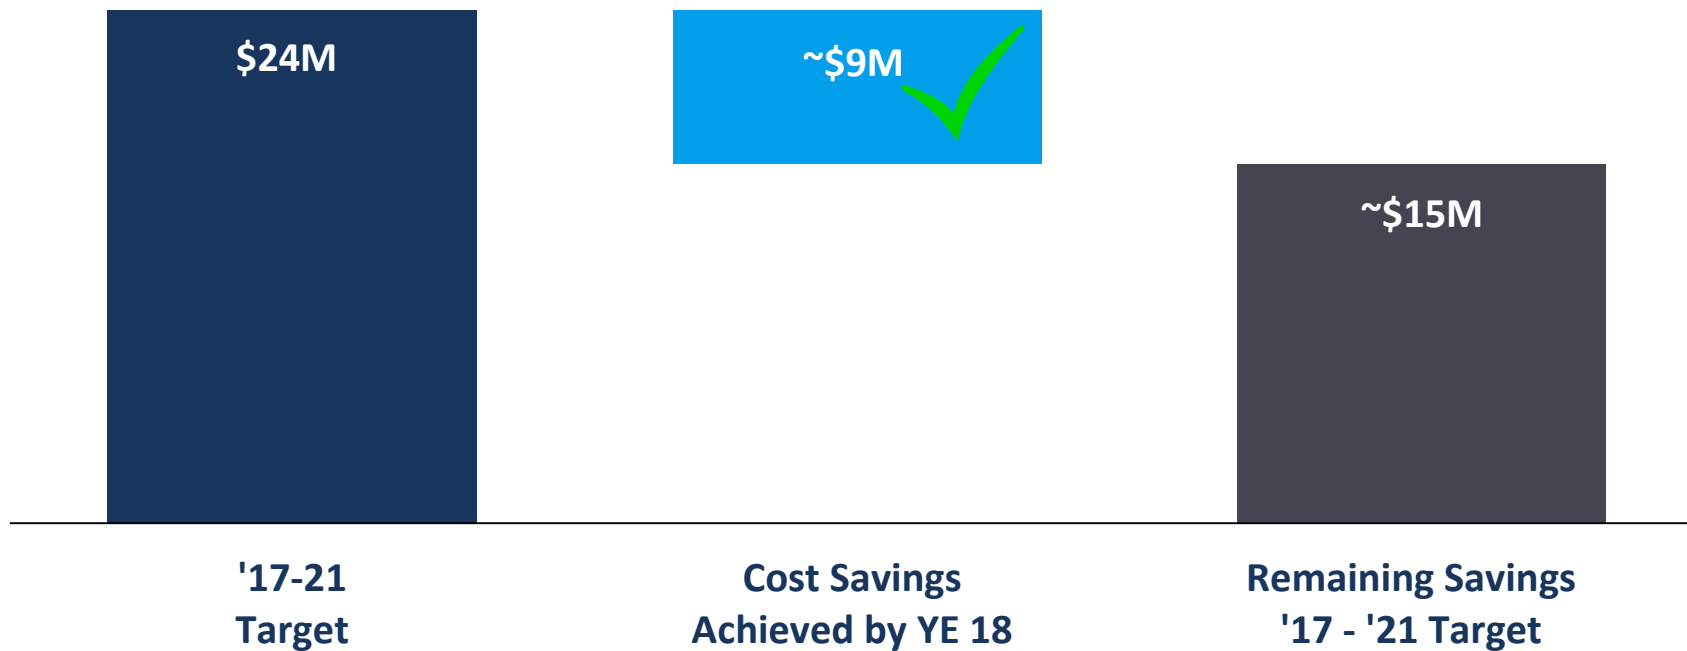 $24M
~$9M
~$15M
'17-21
Target
Cost Savings
Achieved by YE 18
Remaining Savings
'17 - '21 Target